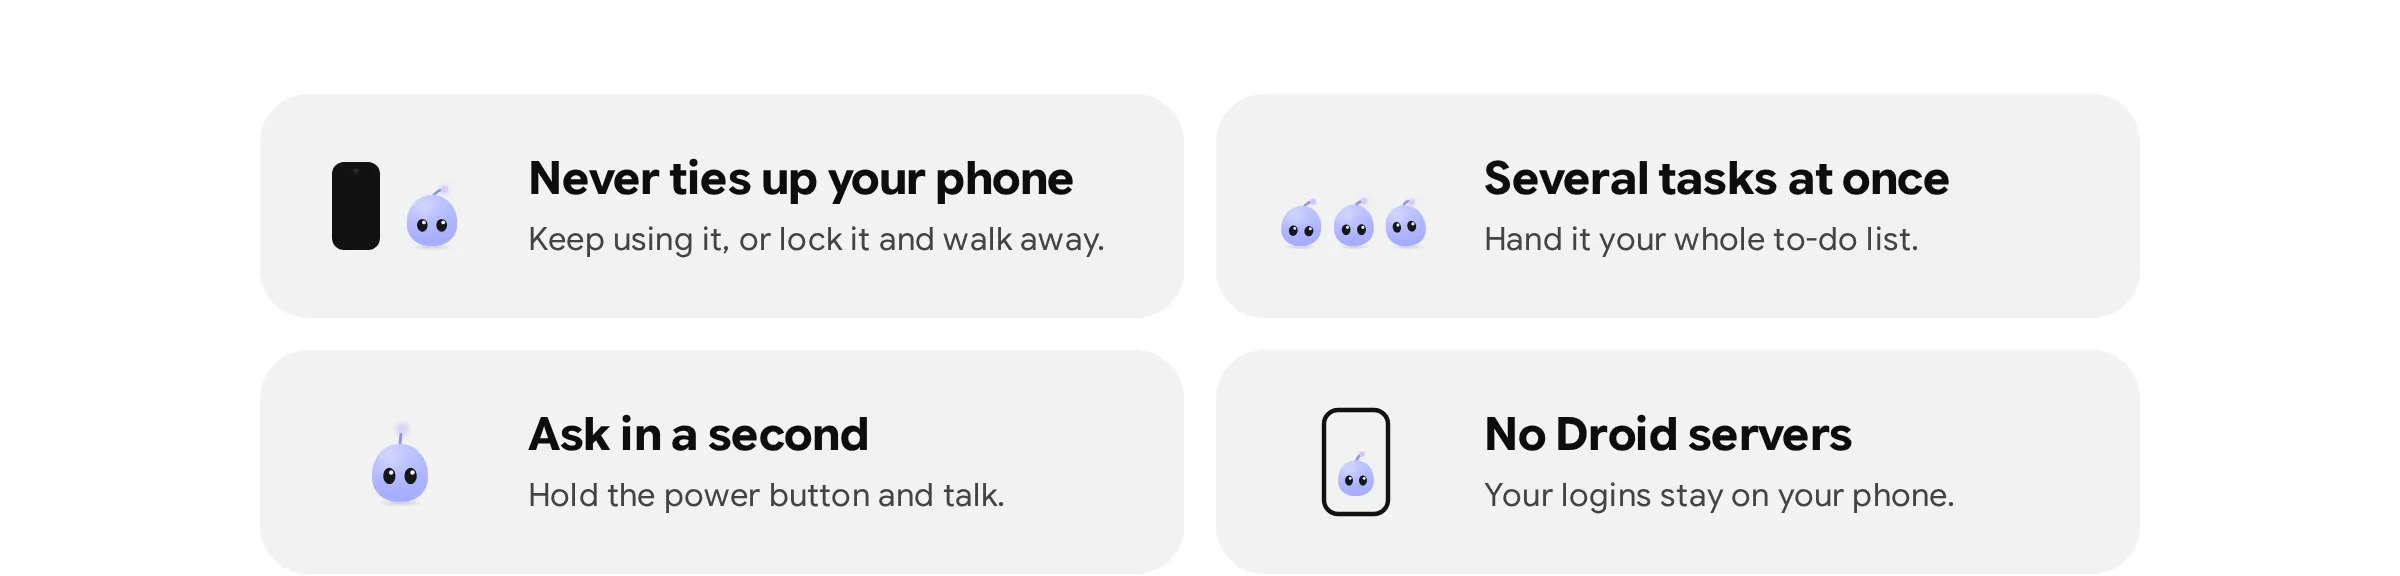 Never ties up your phone
Keep using it, or lock it and walk away.
Several tasks at once
Hand it your whole to-do list.
Ask in a second
Hold the power button and talk.
No Droid servers
Your logins stay on your phone.